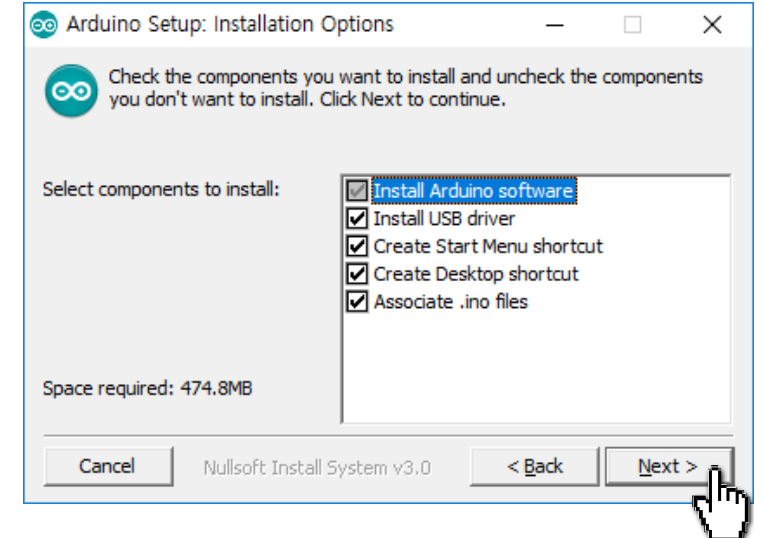 Arduino Setup: Installation Options
Check the components you want to install and uncheck the components
you don't want to install. Click Next to continue.
Select components to install:
Install Arduino software
Install USB driver
Create Start Menu shortcut
Create Desktop shortcut
Associate .ino files
Space required: 474.8MB
Cancel
Nullsoft Install System v3.0
< Back
Next >